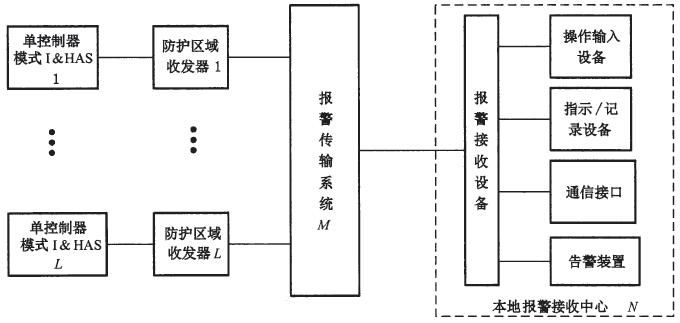 单控制器
模式 I&HAS
1
防护区域
收发器 1
单控制器
模式 I&HAS
L
防护区域
收发器 L
报
警
传
输
系
统
M
报
警
接
收
设
备
操作输入
设备
指示/记
录设备
通信接口
告警装置
本地报警接收中心 N